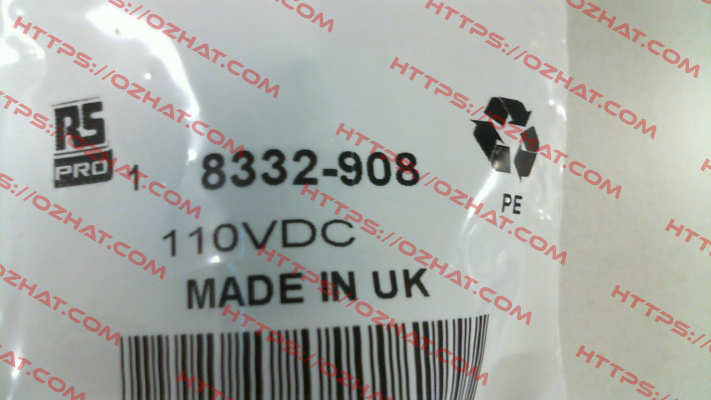 RS
PRO
1 8332-908
PE
110VDC
MADE IN UK
HTTPS://OZHAT.COM